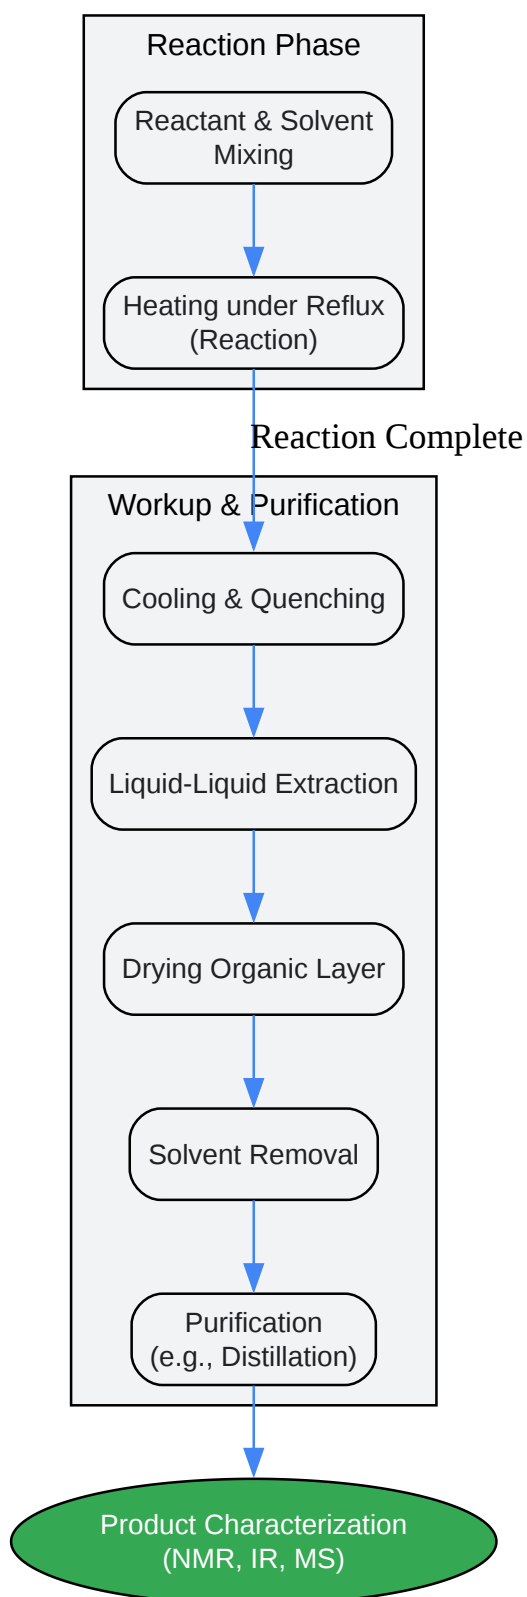 Reaction Phase
Reactant & Solvent
Mixing
Heating under Reflux
(Reaction)
Reaction Complete
Workup & Purification
Cooling & Quenching
Liquid-Liquid Extraction
Drying Organic Layer
Solvent Removal
Purification
(e.g., Distillation)
Product Characterization
(NMR, IR, MS)